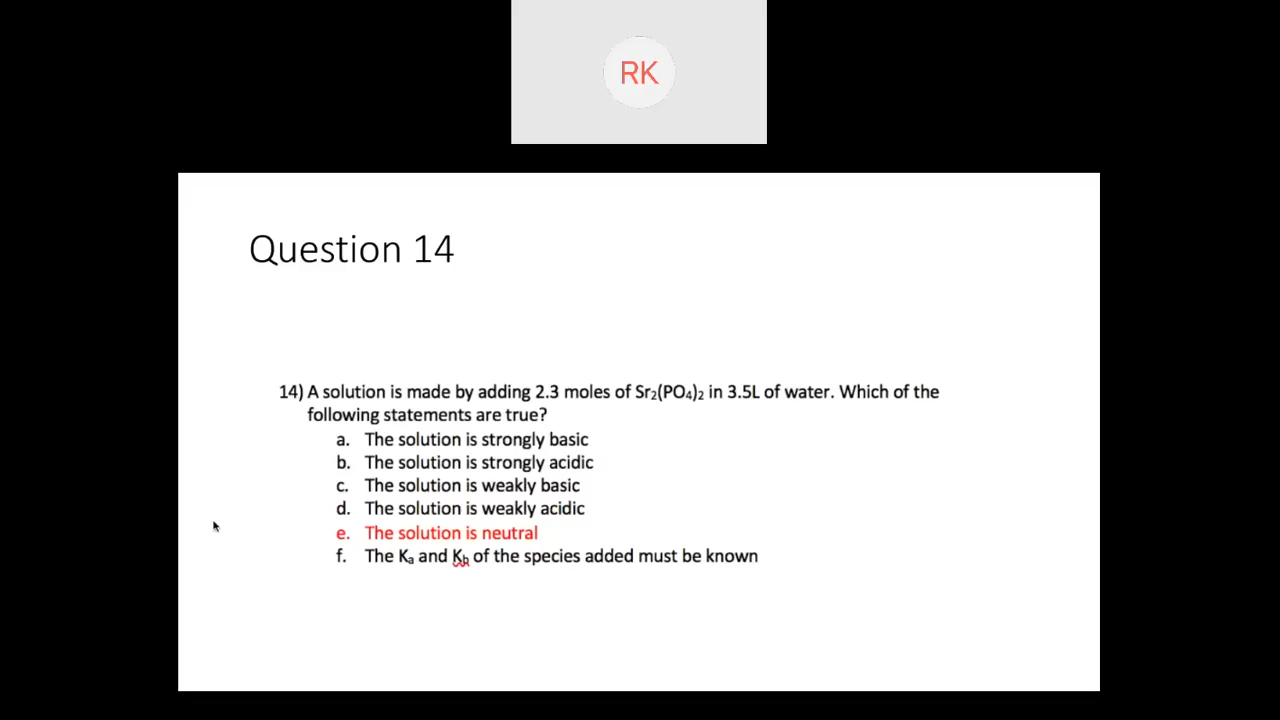 RK
Question 14
14) A solution is made by adding 2.3 moles of Sr₂(PO₄)₂ in 3.5L of water. Which of the
following statements are true?
a. The solution is strongly basic
b. The solution is strongly acidic
c. The solution is weakly basic
d. The solution is weakly acidic
e. The solution is neutral
f. The Kₐ and K_b of the species added must be known